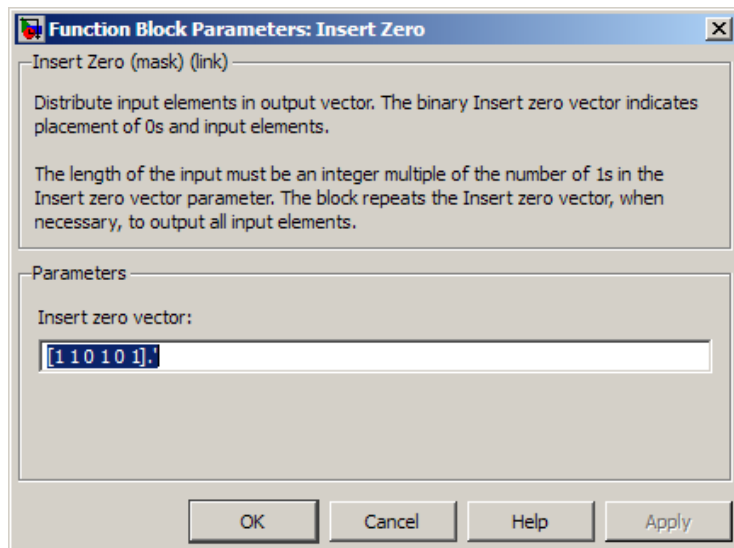 Function Block Parameters: Insert Zero
Insert Zero (mask) (link)
Distribute input elements in output vector. The binary Insert zero vector indicates
placement of 0s and input elements.
The length of the input must be an integer multiple of the number of 1s in the
Insert zero vector parameter. The block repeats the Insert zero vector, when
necessary, to output all input elements.
Parameters
Insert zero vector:
[1 1 0 1 0 1].'
OK Cancel Help Apply